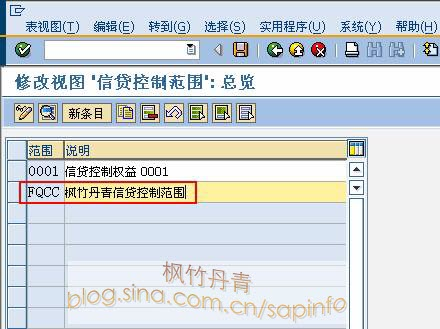 表视图(T) 编辑(E) 转到(G) 选择(S) 实用程序(U) 系统(Y) 帮助(H)
修改视图 '信贷控制范围': 总览
新条目
范围 说明
0001 信贷控制权益 0001
FQCC 枫竹丹青信贷控制范围
枫竹丹青
blog.sina.com.cn/sapinfo